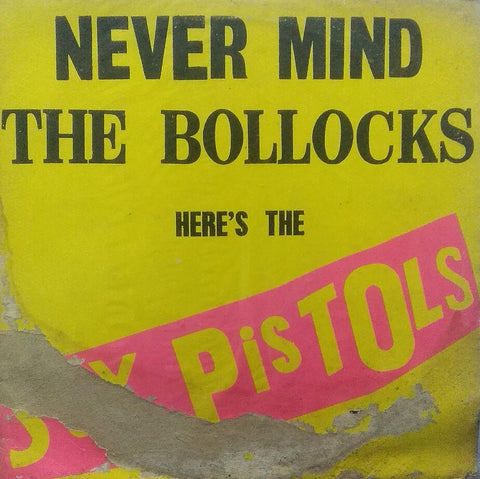 NEVER MIND
THE BOLLOCKS
HERE'S THE
PiSTOLS